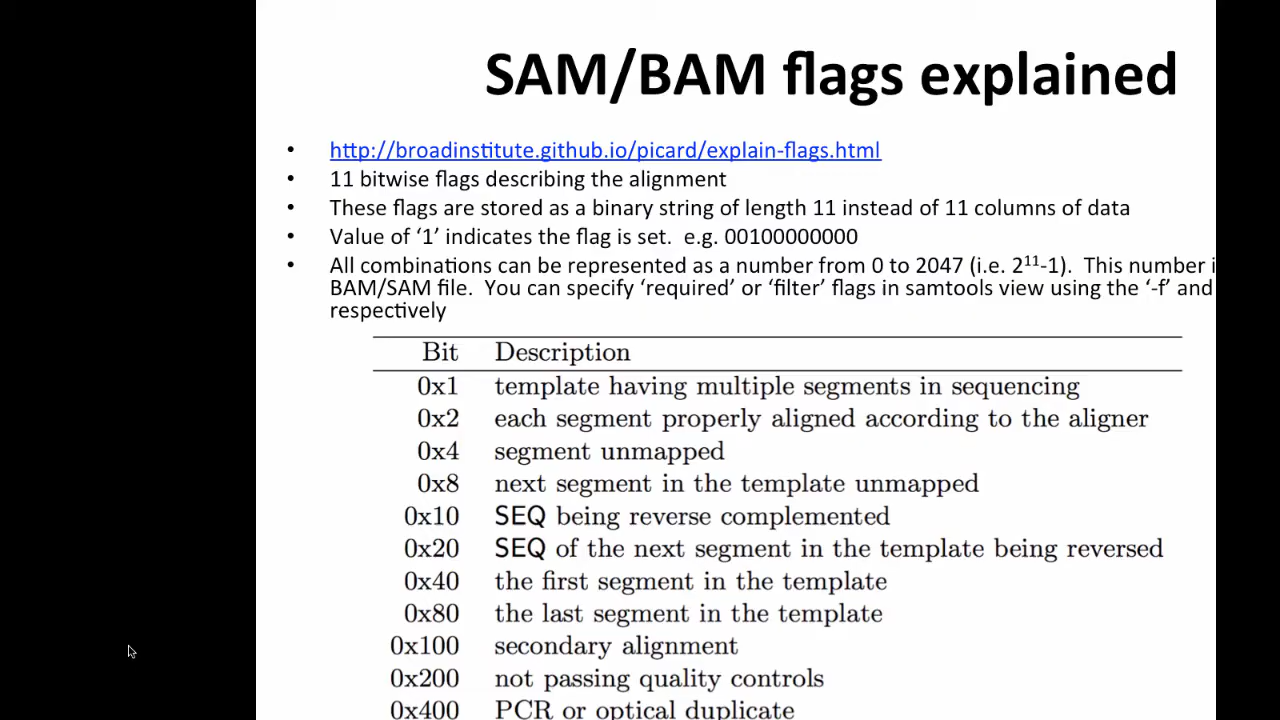 SAM/BAM flags explained
• http://broadinstitute.github.io/picard/explain-flags.html
• 11 bitwise flags describing the alignment
• These flags are stored as a binary string of length 11 instead of 11 columns of data
• Value of ‘1’ indicates the flag is set.  e.g. 00100000000
• All combinations can be represented as a number from 0 to 2047 (i.e. 2¹¹-1).  This number
BAM/SAM file.  You can specify ‘required’ or ‘filter’ flags in samtools view using the ‘-f’ and
respectively
Bit Description
0x1 template having multiple segments in sequencing
0x2 each segment properly aligned according to the aligner
0x4 segment unmapped
0x8 next segment in the template unmapped
0x10 SEQ being reverse complemented
0x20 SEQ of the next segment in the template being reversed
0x40 the first segment in the template
0x80 the last segment in the template
0x100 secondary alignment
0x200 not passing quality controls
0x400 PCR or optical duplicate